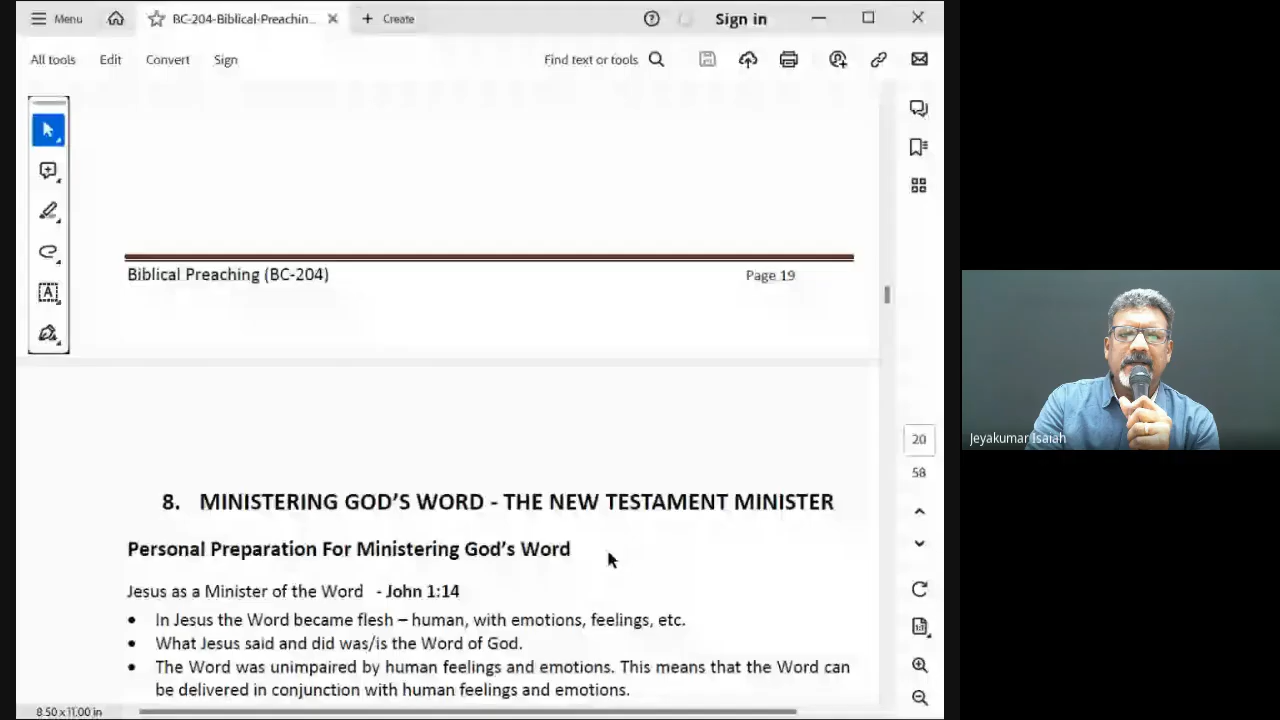 Menu
BC-204-Biblical-Preachin...
Create
Sign in
All tools
Edit
Convert
Sign
Find text or tools
Biblical Preaching (BC-204)
Page 19
20
58
8. MINISTERING GOD'S WORD - THE NEW TESTAMENT MINISTER
Personal Preparation For Ministering God's Word
Jesus as a Minister of the Word - John 1:14
• In Jesus the Word became flesh – human, with emotions, feelings, etc.
• What Jesus said and did was/is the Word of God.
• The Word was unimpaired by human feelings and emotions. This means that the Word can
be delivered in conjunction with human feelings and emotions.
8.50 x 11.00 in
Jeyakumar Isaiah